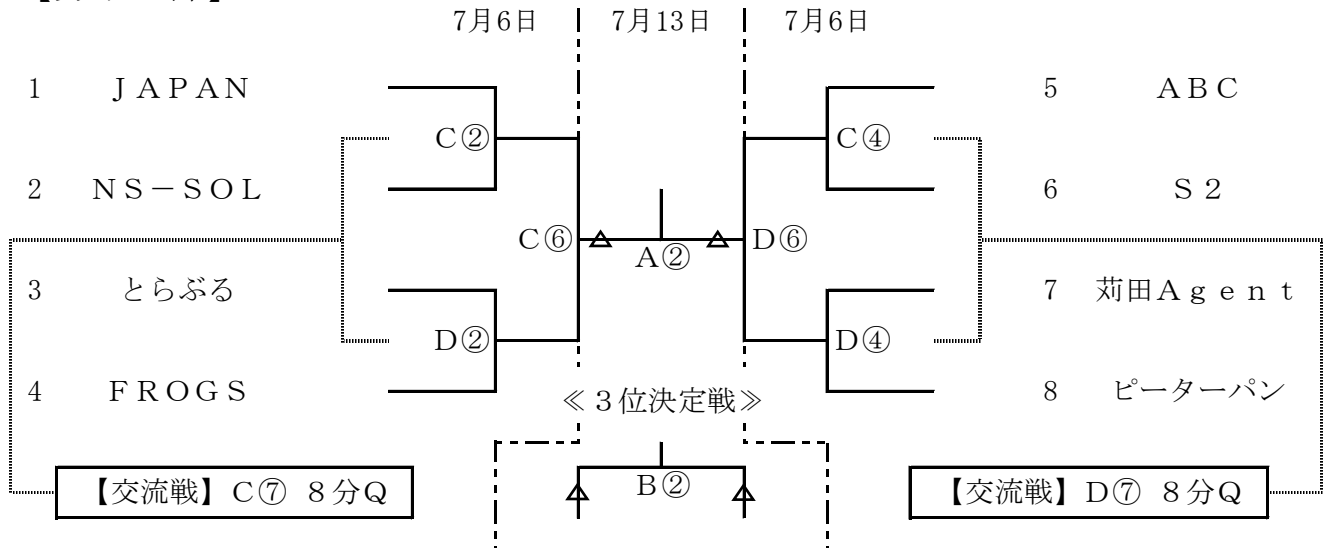 7月6日 7月13日 7月6日
1 ＪＡＰＡＮ 5 ＡＢＣ
C② C④
2 ＮＳ－ＳＯＬ 6 Ｓ２
C⑥ A② D⑥
3 とらぶる 7 苅田Ａｇｅｎｔ
D② D④
4 ＦＲＯＧＳ 8 ピーターパン
≪３位決定戦≫
【交流戦】C⑦ ８分Q B② 【交流戦】D⑦ ８分Q